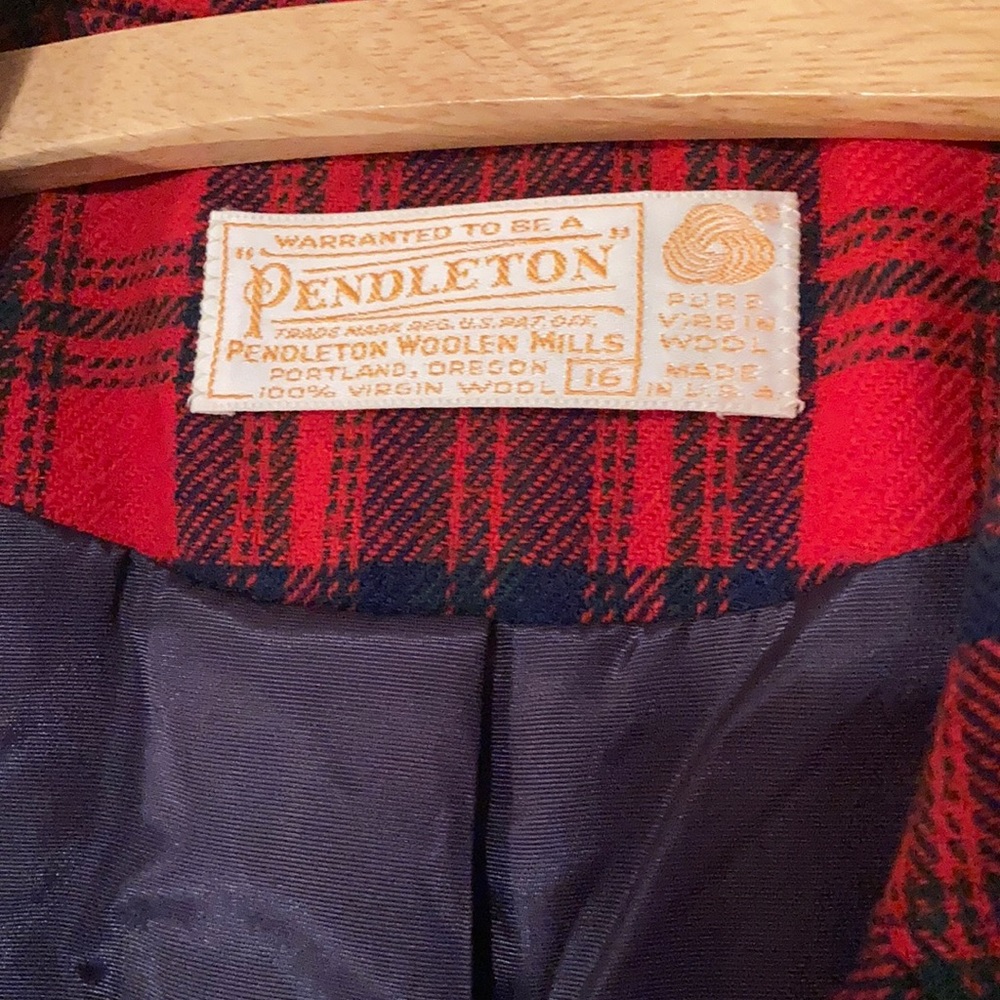 WARRANTED TO BE A
"PENDLETON"
TRADE MARK REG. U.S. PAT. OFF.
PENDLETON WOOLEN MILLS
PORTLAND, OREGON
100% VIRGIN WOOL 16
®
PURE
VIRGIN
WOOL
MADE
IN U.S.A